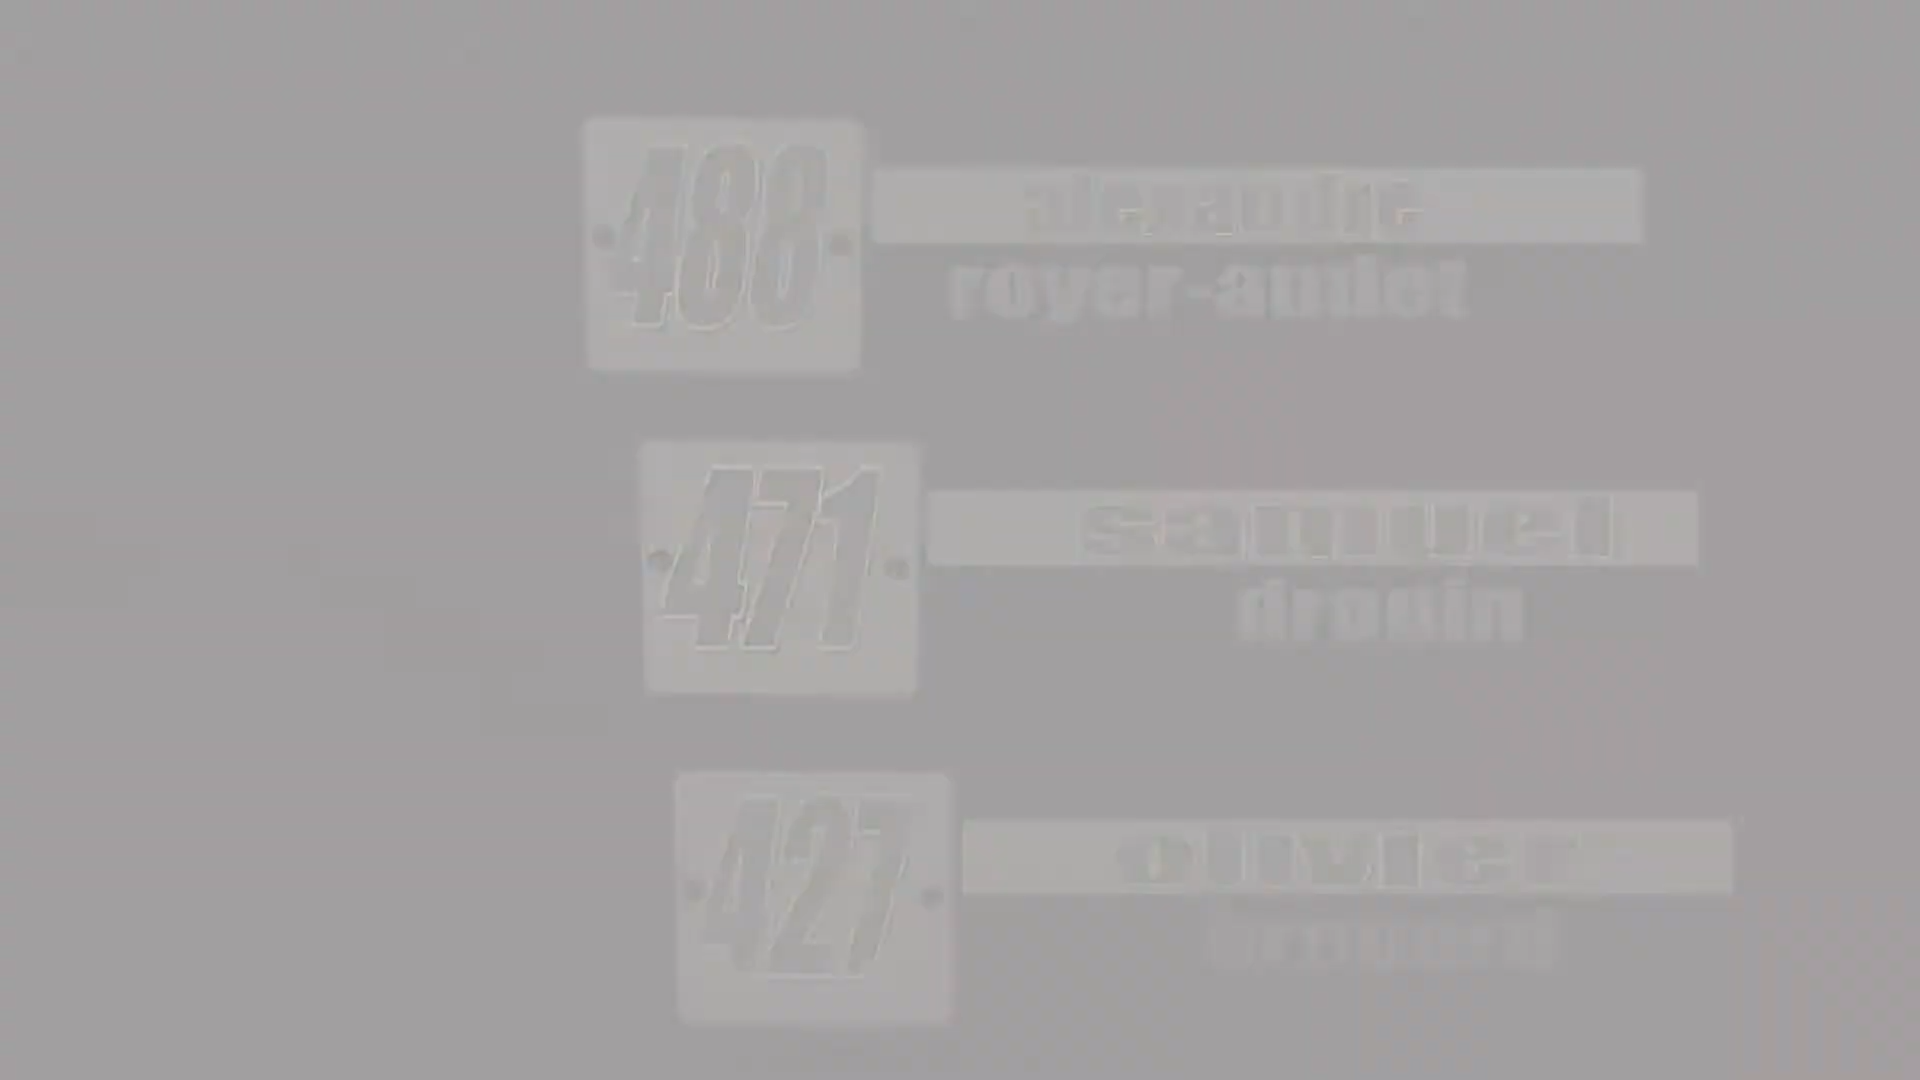 488
alexandre
royer-audet
471
samuel
drouin
427
olivier